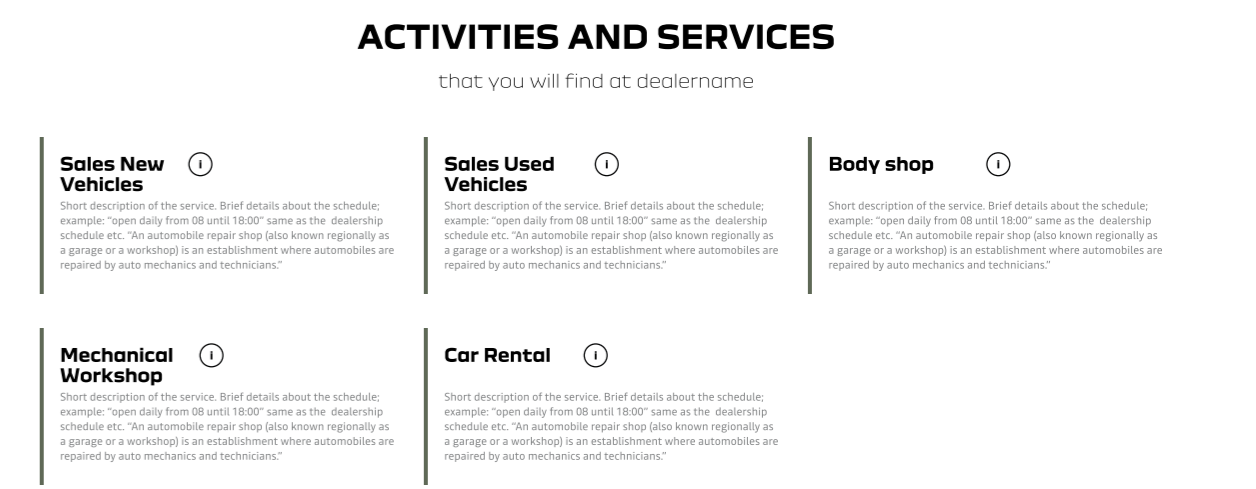 ACTIVITIES AND SERVICES
that you will find at dealername
Sales New
Vehicles
i
Short description of the service. Brief details about the schedule;
example: “open daily from 08 until 18:00” same as the dealership
schedule etc. “An automobile repair shop (also known regionally as
a garage or a workshop) is an establishment where automobiles are
repaired by auto mechanics and technicians.”
Sales Used
Vehicles
i
Short description of the service. Brief details about the schedule;
example: “open daily from 08 until 18:00” same as the dealership
schedule etc. “An automobile repair shop (also known regionally as
a garage or a workshop) is an establishment where automobiles are
repaired by auto mechanics and technicians.”
Body shop
i
Short description of the service. Brief details about the schedule;
example: “open daily from 08 until 18:00” same as the dealership
schedule etc. “An automobile repair shop (also known regionally as
a garage or a workshop) is an establishment where automobiles are
repaired by auto mechanics and technicians.”
Mechanical
Workshop
i
Short description of the service. Brief details about the schedule;
example: “open daily from 08 until 18:00” same as the dealership
schedule etc. “An automobile repair shop (also known regionally as
a garage or a workshop) is an establishment where automobiles are
repaired by auto mechanics and technicians.”
Car Rental
i
Short description of the service. Brief details about the schedule;
example: “open daily from 08 until 18:00” same as the dealership
schedule etc. “An automobile repair shop (also known regionally as
a garage or a workshop) is an establishment where automobiles are
repaired by auto mechanics and technicians.”